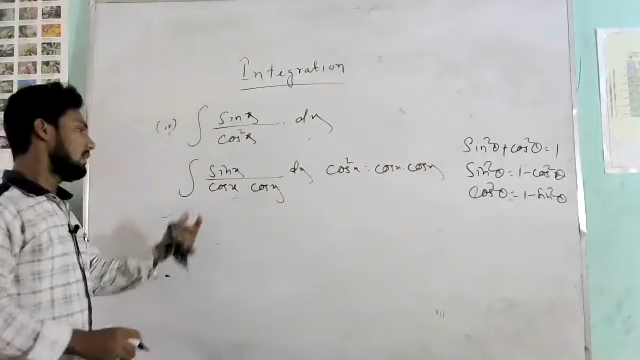 Integration
(ix) ∫ sinx/cos²x dx
∫ sinx/cosx cosx dx cos²x = cosx. cosx
sin²θ + cos²θ = 1
sin²θ = 1 - cos²θ
cos²θ = 1 - sin²θ